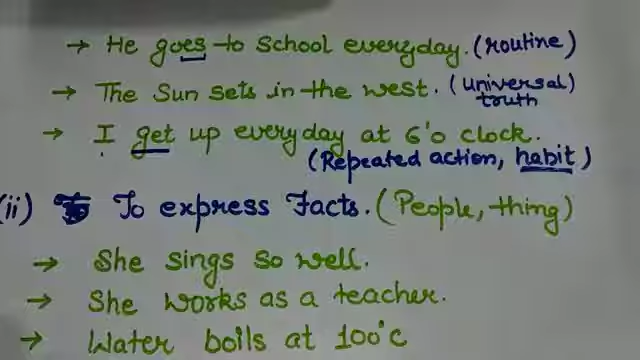 → He goes to School everyday. (routine)
→ The Sun sets in the west. (universal truth)
→ I get up everyday at 6'o clock.
(Repeated action, habit)
(ii) To express Facts. (People, thing)
→ She sings so well.
→ She works as a teacher.
→ Water boils at 100°C